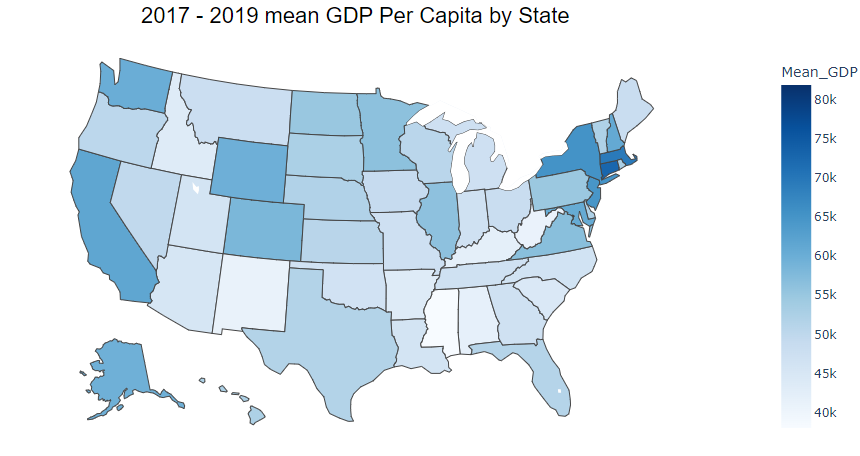 2017 - 2019 mean GDP Per Capita by State
Mean_GDP
80k
75k
70k
65k
60k
55k
50k
45k
40k